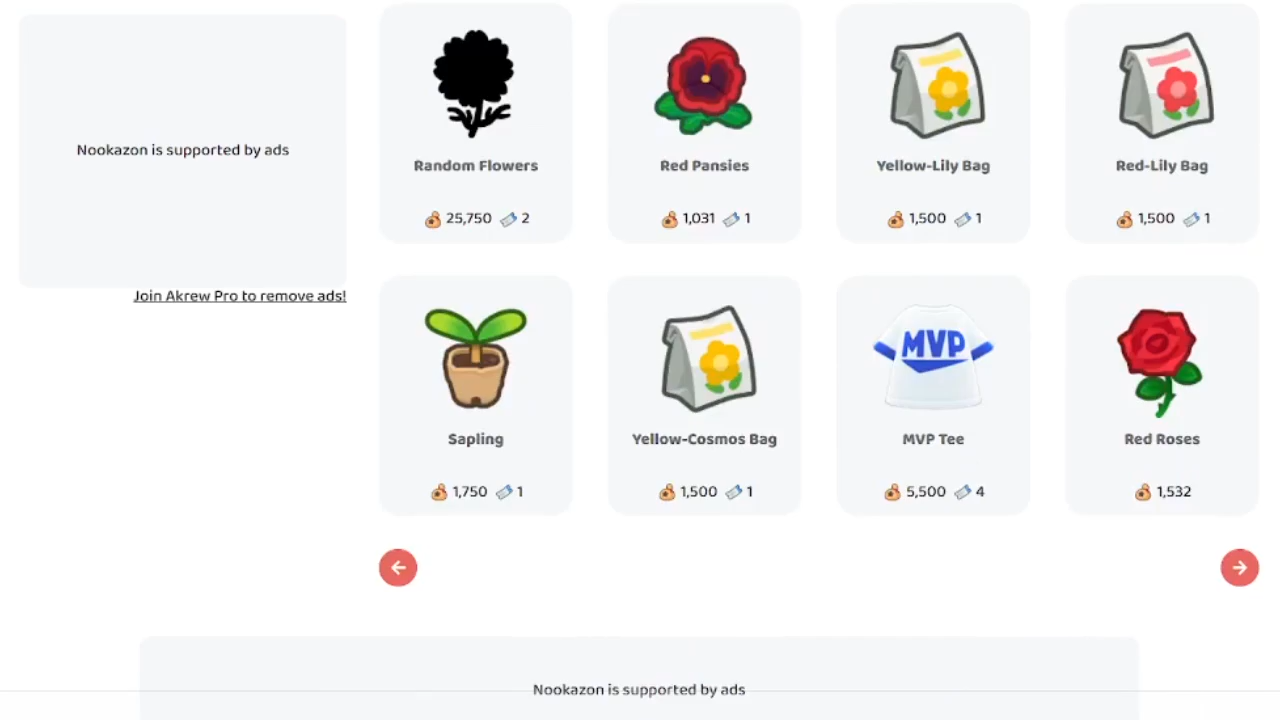 Nookazon is supported by ads
Join Akrew Pro to remove ads!
Random Flowers
25,750 2
Red Pansies
1,031 1
Yellow-Lily Bag
1,500 1
Red-Lily Bag
1,500 1
Sapling
1,750 1
Yellow-Cosmos Bag
1,500 1
MVP
MVP Tee
5,500 4
Red Roses
1,532
Nookazon is supported by ads